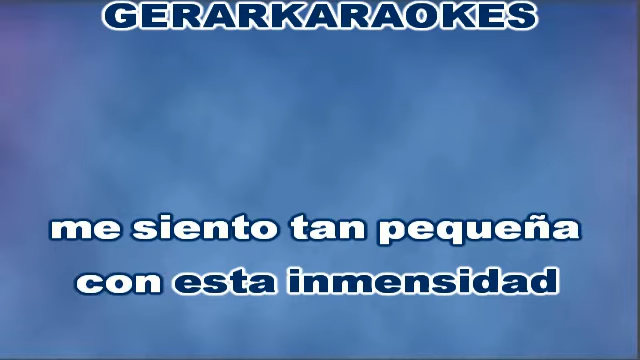 GERARKARAOKES
me siento tan pequeña
con esta inmensidad